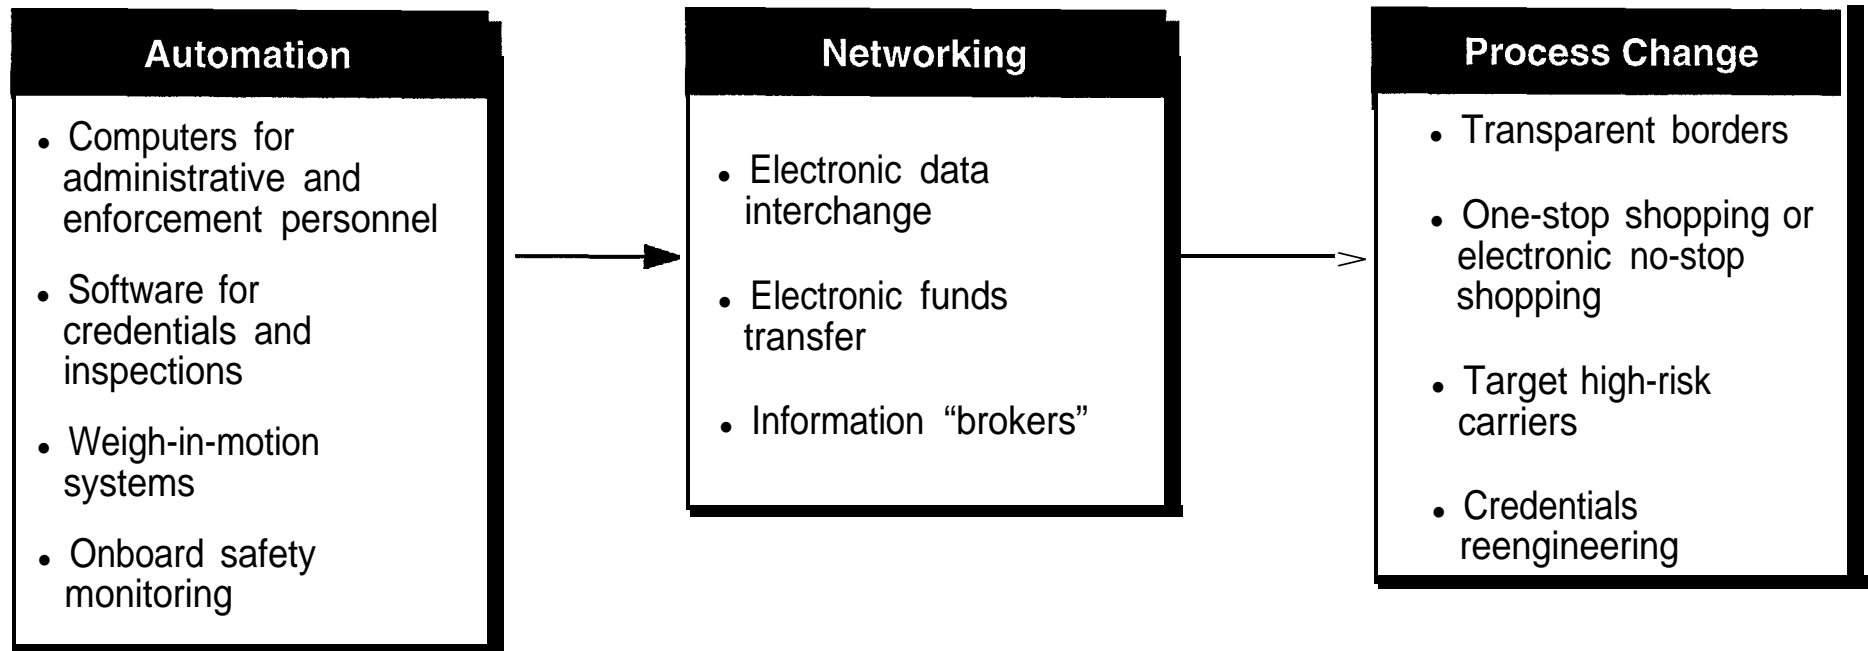 Automation
• Computers for
administrative and
enforcement personnel
• Software for
credentials and
inspections
• Weigh-in-motion
systems
• Onboard safety
monitoring
Networking
• Electronic data
interchange
• Electronic funds
transfer
• Information “brokers”
Process Change
• Transparent borders
• One-stop shopping or
electronic no-stop
shopping
• Target high-risk
carriers
• Credentials
reengineering